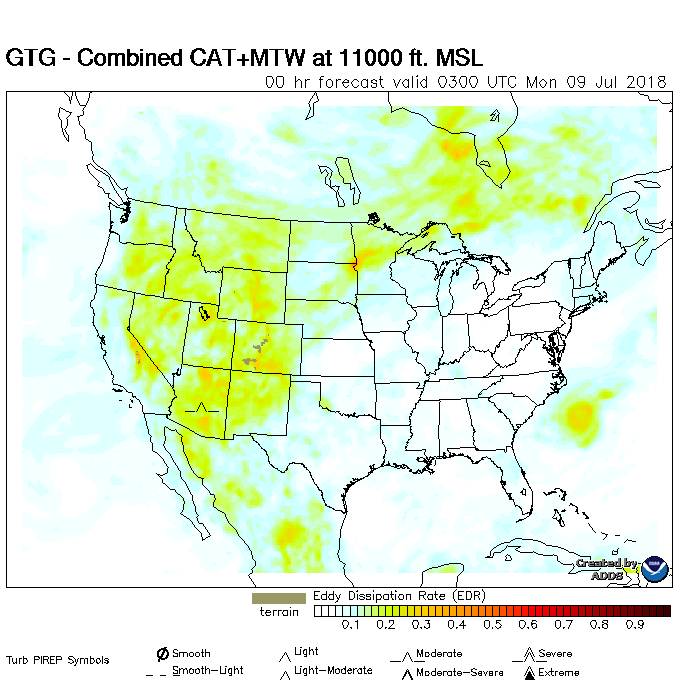 GTG - Combined CAT+MTW at 11000 ft. MSL
00 hr forecast valid 0300 UTC Mon 09 Jul 2018
Created by
ADDS
NOAA
terrain
Eddy Dissipation Rate (EDR)
0.1 0.2 0.3 0.4 0.5 0.6 0.7 0.8 0.9
Turb PIREP Symbols
Smooth
Light
Moderate
Severe
Smooth-Light
Light-Moderate
Moderate-Severe
Extreme